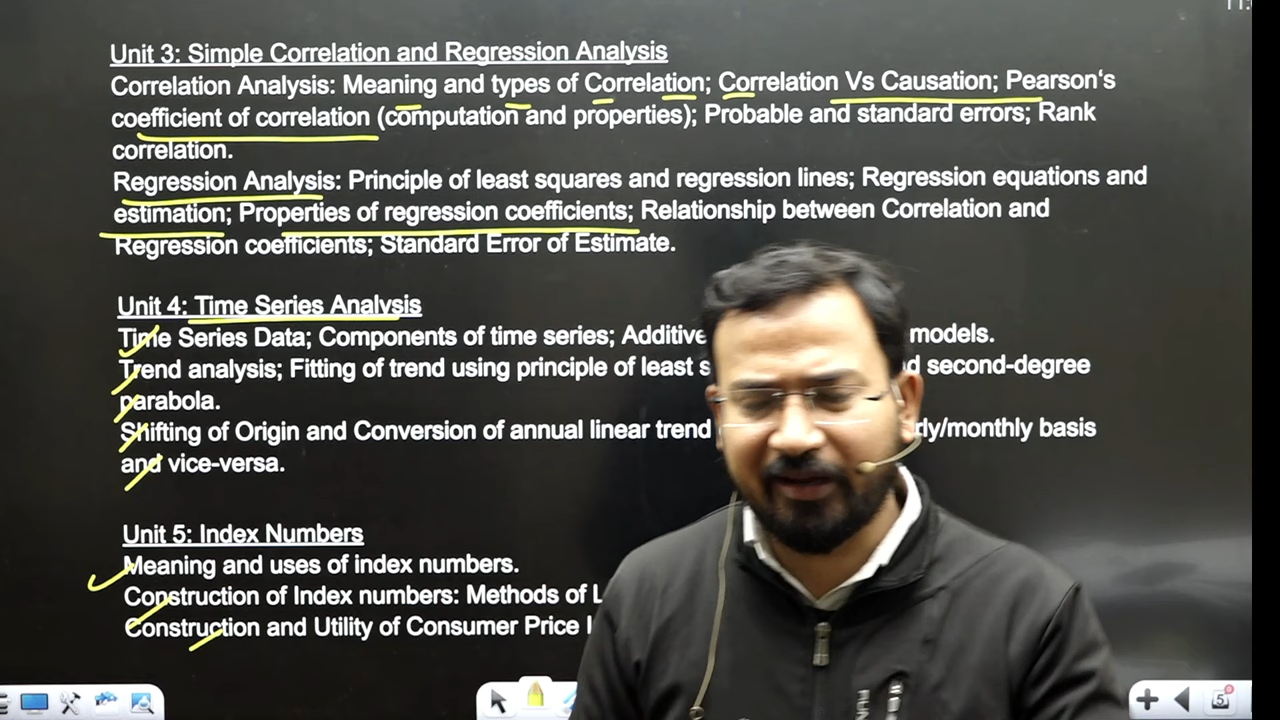 Unit 3: Simple Correlation and Regression Analysis
Correlation Analysis: Meaning and types of Correlation; Correlation Vs Causation; Pearson‘s
coefficient of correlation (computation and properties); Probable and standard errors; Rank
correlation.
Regression Analysis: Principle of least squares and regression lines; Regression equations and
estimation; Properties of regression coefficients; Relationship between Correlation and
Regression coefficients; Standard Error of Estimate.
Unit 4: Time Series Analysis
Time Series Data; Components of time series; Additive models.
Trend analysis; Fitting of trend using principle of least second-degree
parabola.
Shifting of Origin and Conversion of annual linear trend basis
and vice-versa.
Unit 5: Index Numbers
Meaning and uses of index numbers.
Construction of Index numbers: Methods of
Construction and Utility of Consumer Price
5